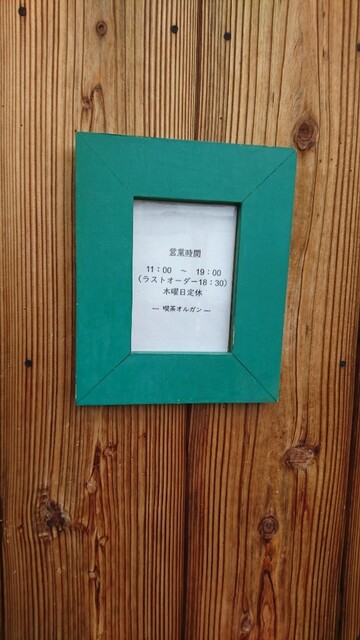 営業時間
11：00　～　19：00
（ラストオーダー18：30）
木曜日定休
― 喫茶オルガン ―